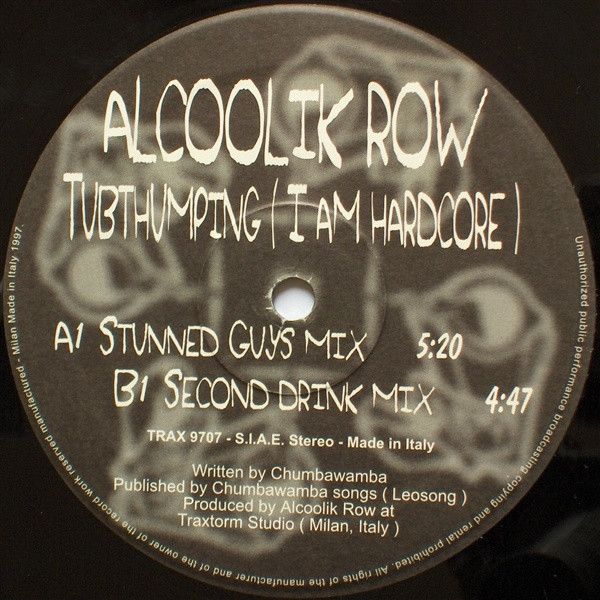 ALCOOLIK ROW
TUBTHUMPING ( I AM HARDCORE )
A1 STUNNED GUYS MIX 5:20
B1 SECOND DRINK MIX 4:47
TRAX 9707 - S.I.A.E. Stereo - Made in Italy
Written by Chumbawamba
Published by Chumbawamba songs ( Leosong )
Produced by Alcoolik Row at
Traxtorm Studio ( Milan, Italy )
Unauthorized public performance broadcasting copying and rental prohibited. All rights of the manufacturer and of the owner of the record work reserved manufactured - Milan Made in Italy 1997.